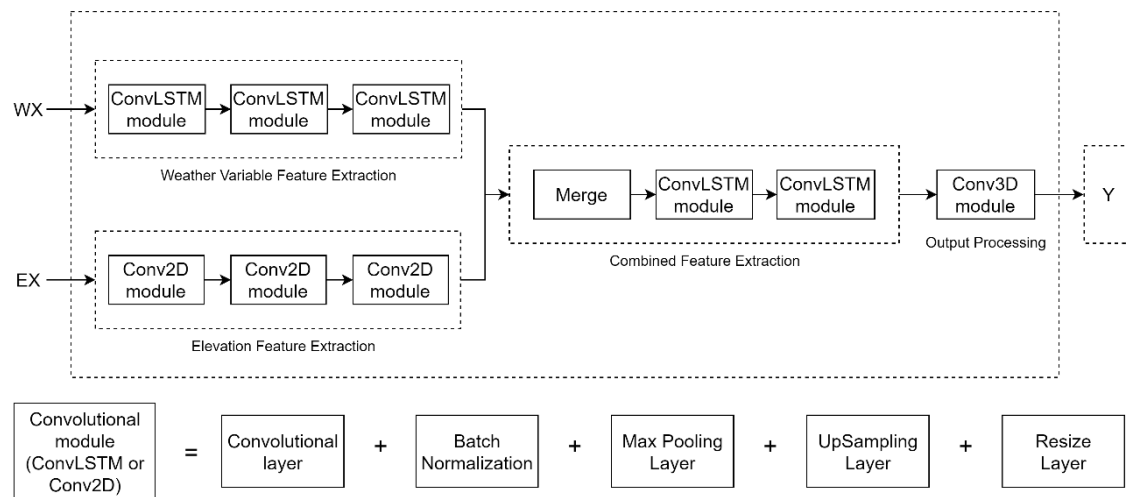 WX
ConvLSTM
module
ConvLSTM
module
ConvLSTM
module
Weather Variable Feature Extraction
EX
Conv2D
module
Conv2D
module
Conv2D
module
Elevation Feature Extraction
Merge
ConvLSTM
module
ConvLSTM
module
Combined Feature Extraction
Conv3D
module
Output Processing
Y
Convolutional
module
(ConvLSTM or
Conv2D)
=
Convolutional
layer
+
Batch
Normalization
+
Max Pooling
Layer
+
UpSampling
Layer
+
Resize
Layer